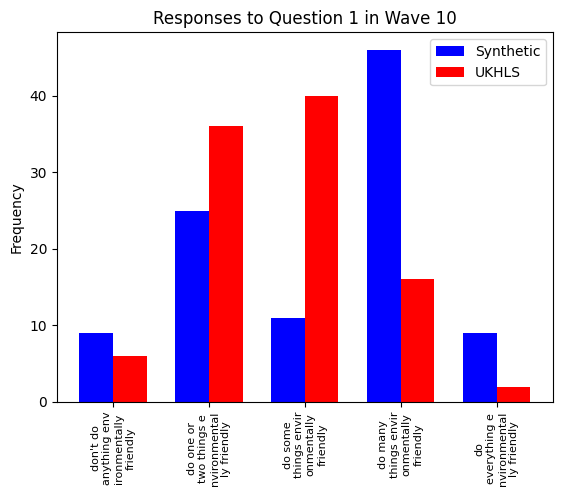 Responses to Question 1 in Wave 10
Synthetic
UKHLS
Frequency
40
30
20
10
0
don't do
anything env
ironmentally
friendly
do one or
two things e
nvironmental
ly friendly
do some
things envir
onmentally
friendly
do many
things envir
onmentally
friendly
do
everything e
nvironmental
ly friendly